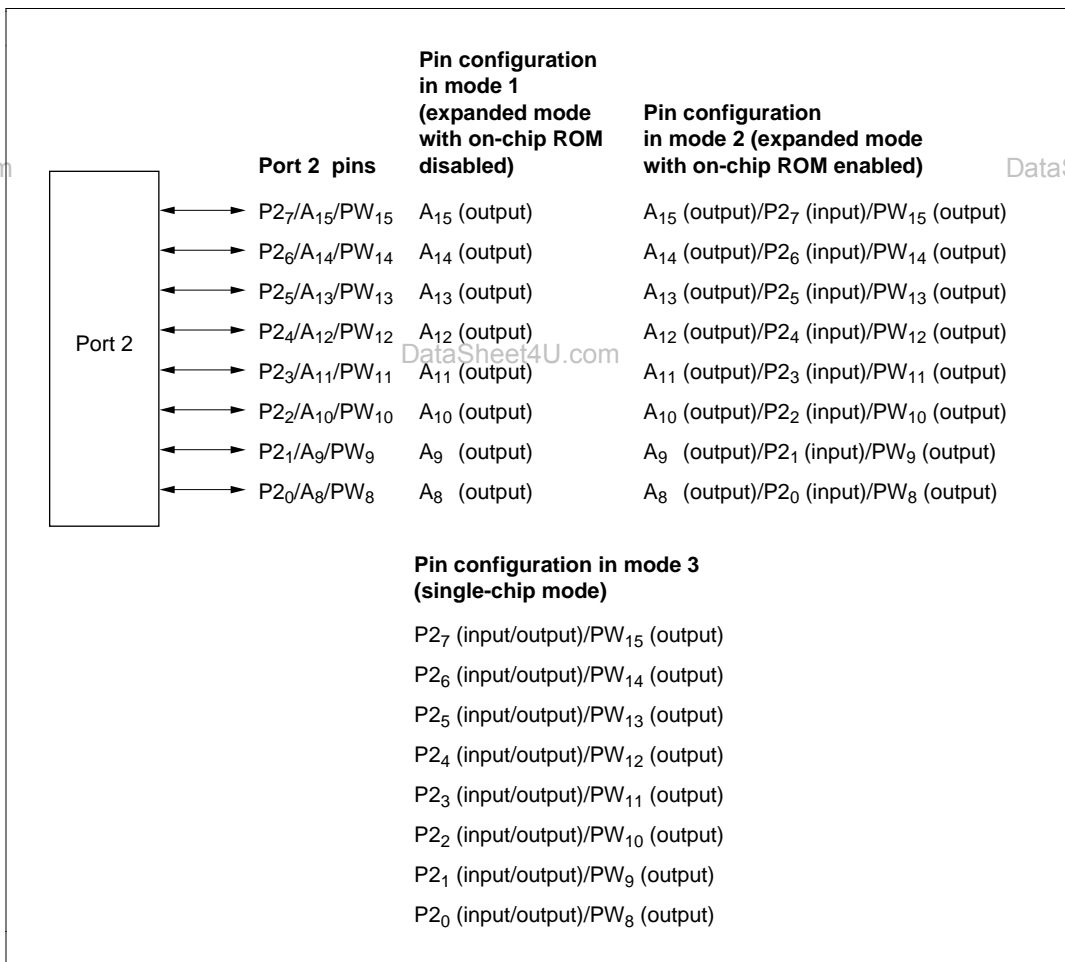 Pin configuration
in mode 1
(expanded mode
with on-chip ROM
disabled)
Pin configuration
in mode 2 (expanded mode
with on-chip ROM enabled)
Port 2 pins
Port 2
P2₇/A₁₅/PW₁₅ A₁₅ (output) A₁₅ (output)/P2₇ (input)/PW₁₅ (output)
P2₆/A₁₄/PW₁₄ A₁₄ (output) A₁₄ (output)/P2₆ (input)/PW₁₄ (output)
P2₅/A₁₃/PW₁₃ A₁₃ (output) A₁₃ (output)/P2₅ (input)/PW₁₃ (output)
P2₄/A₁₂/PW₁₂ A₁₂ (output) A₁₂ (output)/P2₄ (input)/PW₁₂ (output)
DataSheet4U.com
P2₃/A₁₁/PW₁₁ A₁₁ (output) A₁₁ (output)/P2₃ (input)/PW₁₁ (output)
P2₂/A₁₀/PW₁₀ A₁₀ (output) A₁₀ (output)/P2₂ (input)/PW₁₀ (output)
P2₁/A₉/PW₉ A₉ (output) A₉ (output)/P2₁ (input)/PW₉ (output)
P2₀/A₈/PW₈ A₈ (output) A₈ (output)/P2₀ (input)/PW₈ (output)
Pin configuration in mode 3
(single-chip mode)
P2₇ (input/output)/PW₁₅ (output)
P2₆ (input/output)/PW₁₄ (output)
P2₅ (input/output)/PW₁₃ (output)
P2₄ (input/output)/PW₁₂ (output)
P2₃ (input/output)/PW₁₁ (output)
P2₂ (input/output)/PW₁₀ (output)
P2₁ (input/output)/PW₉ (output)
P2₀ (input/output)/PW₈ (output)